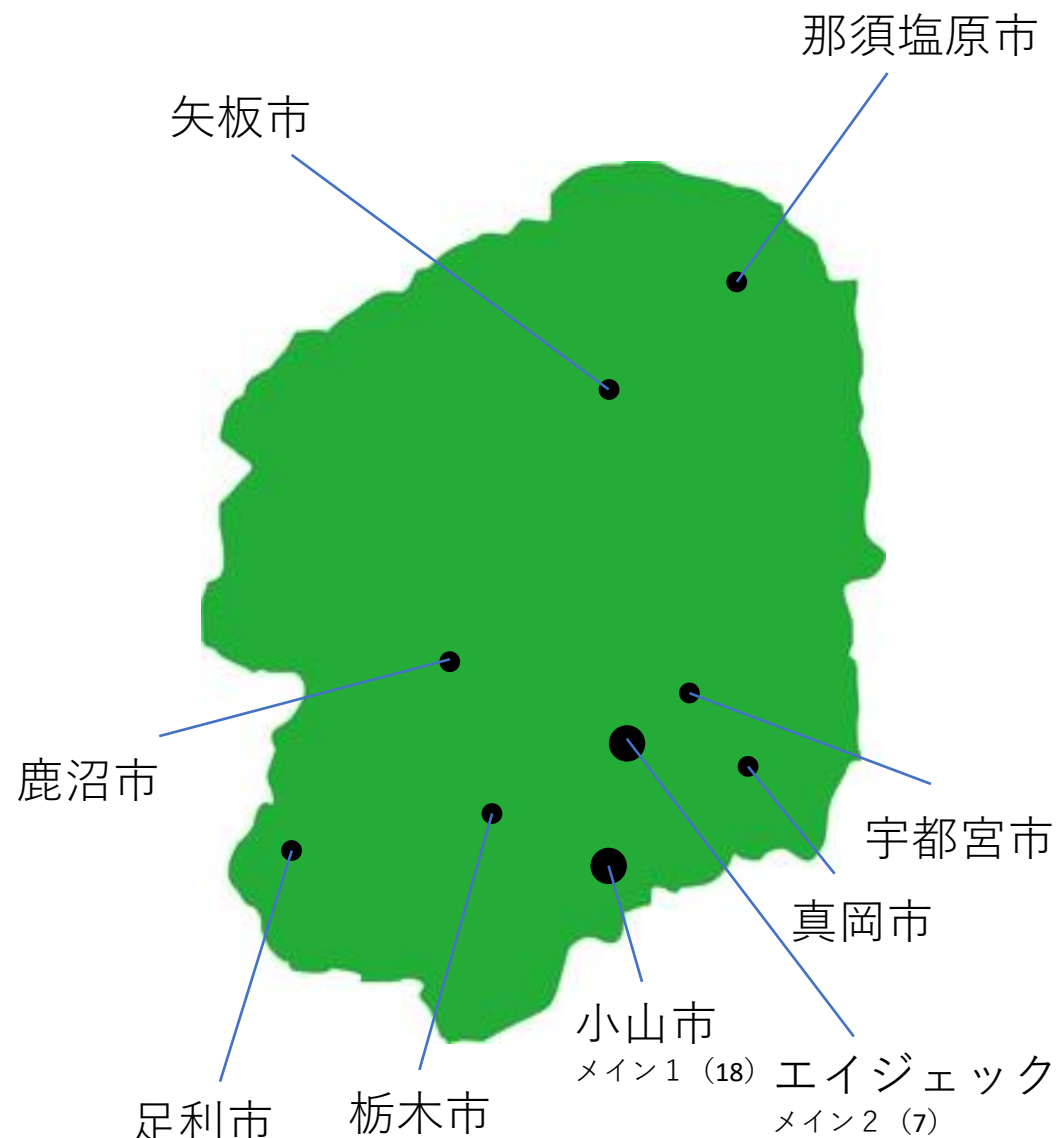 那須塩原市
矢板市
鹿沼市
宇都宮市
真岡市
小山市
メイン１（18）
エイジェック
メイン２（7）
足利市
栃木市